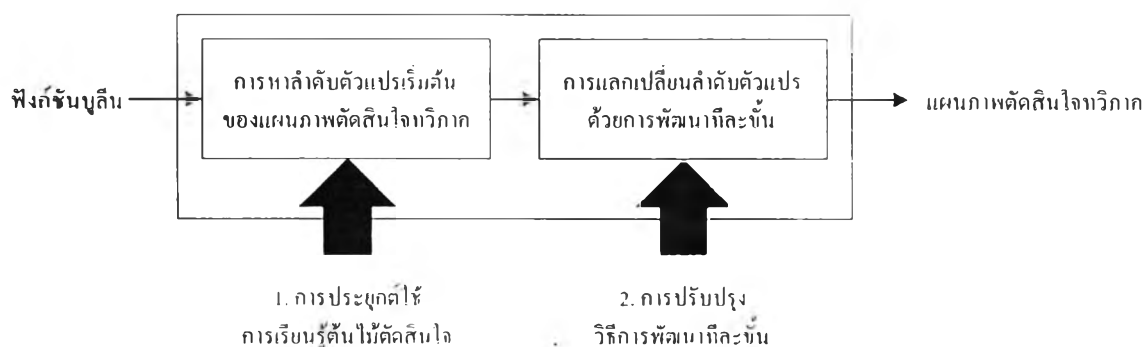 การหาลำดับตัวแปรเริ่มต้น
ของแผนภาพตัดสินใจทวิภาค
การแลกเปลี่ยนลำดับตัวแปร
ด้วยการพัฒนาทีละขั้น
ฟังก์ชันบูลีน
แผนภาพตัดสินใจทวิภาค
1. การประยุกต์ใช้
การเรียนรู้ต้นไม้ตัดสินใจ
2. การปรับปรุง
วิธีการพัฒนาทีละขั้น